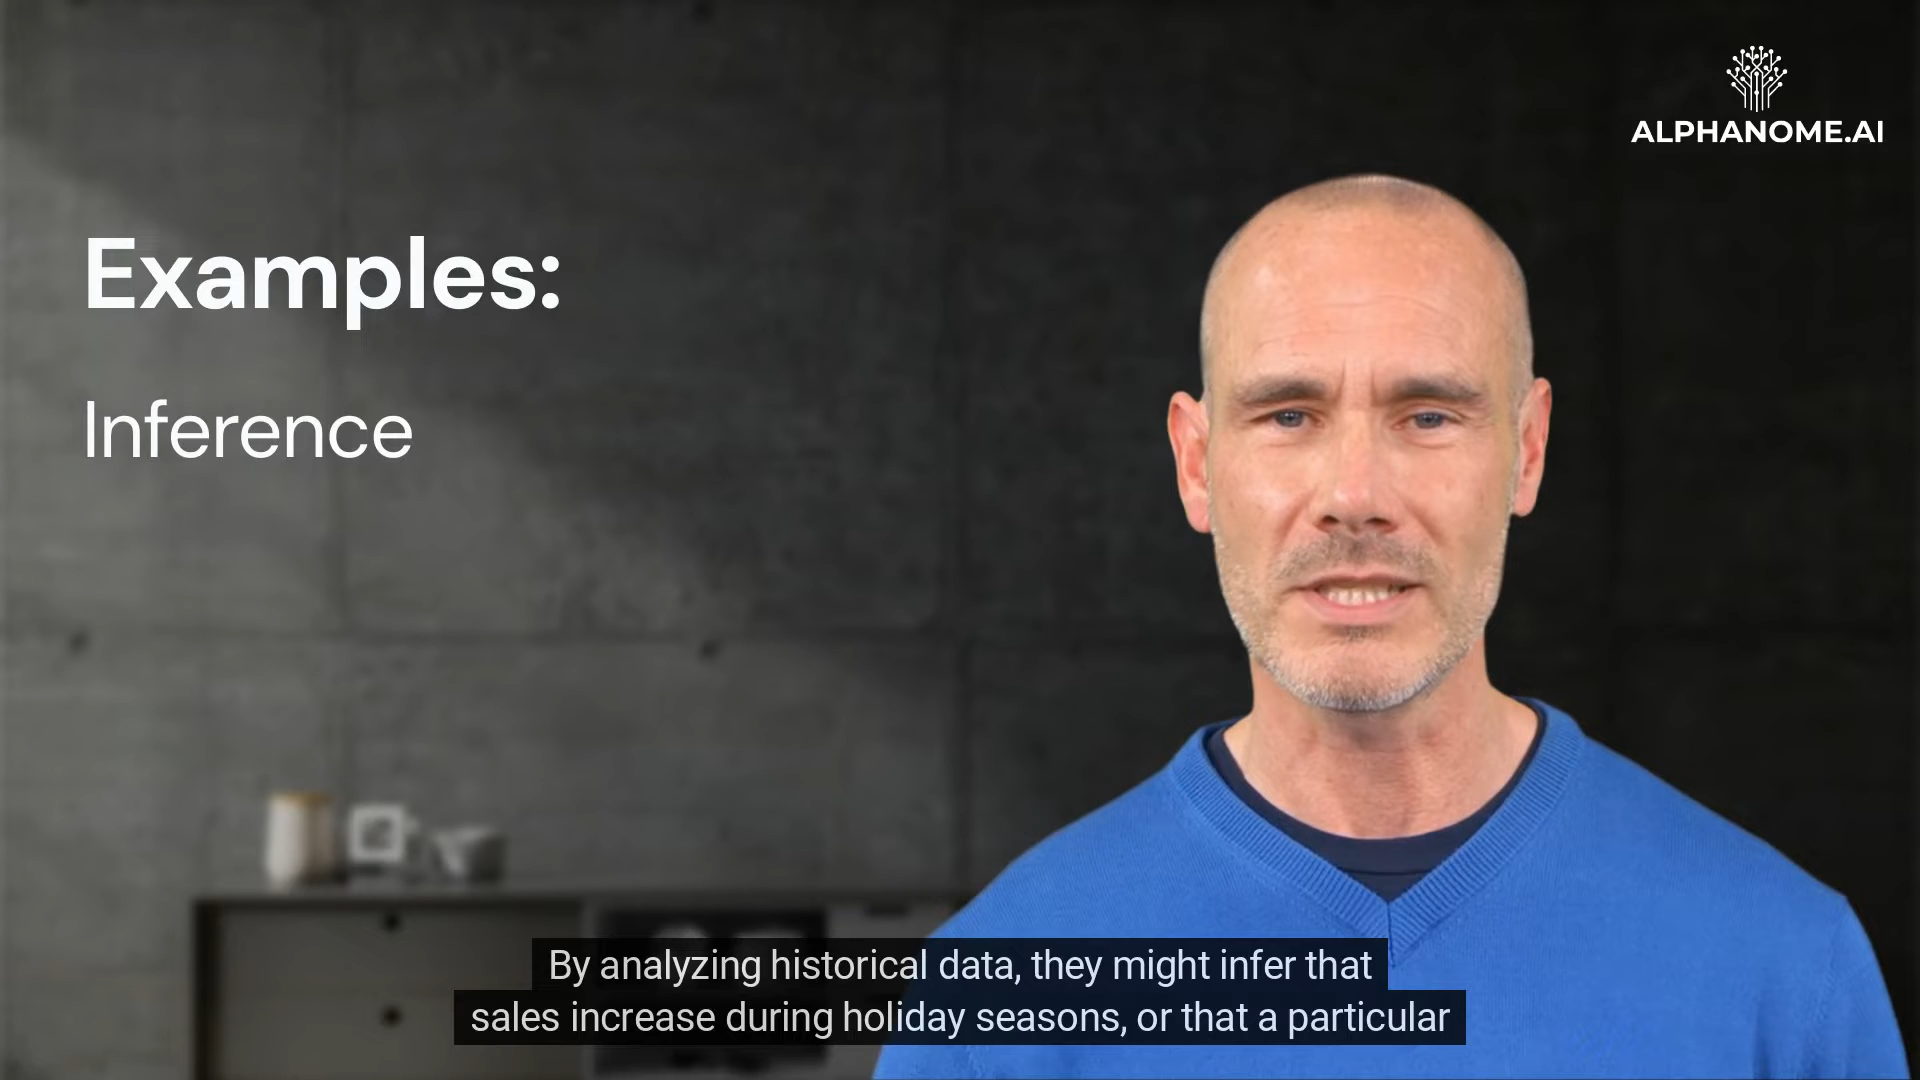 ALPHANOME.AI
Examples:
Inference
By analyzing historical data, they might infer that
sales increase during holiday seasons, or that a particular